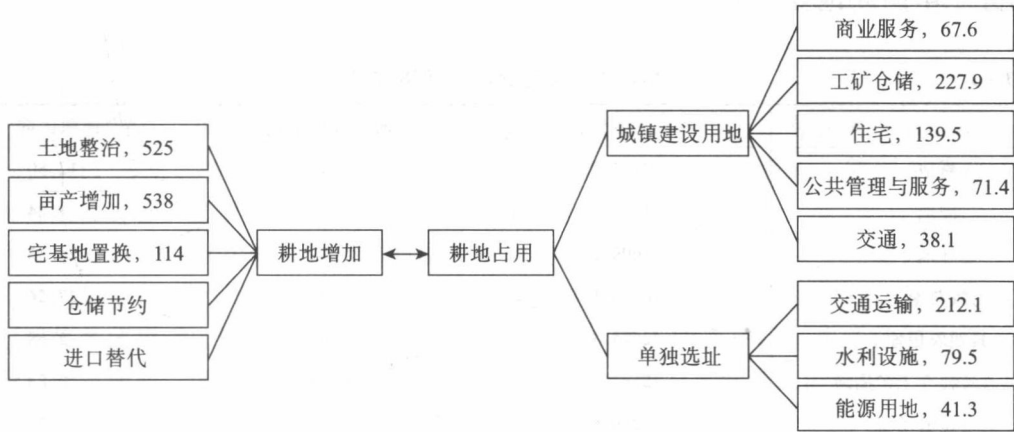 土地整治，525
亩产增加，538
宅基地置换，114
仓储节约
进口替代
耕地增加
耕地占用
城镇建设用地
单独选址
商业服务，67.6
工矿仓储，227.9
住宅，139.5
公共管理与服务，71.4
交通，38.1
交通运输，212.1
水利设施，79.5
能源用地，41.3